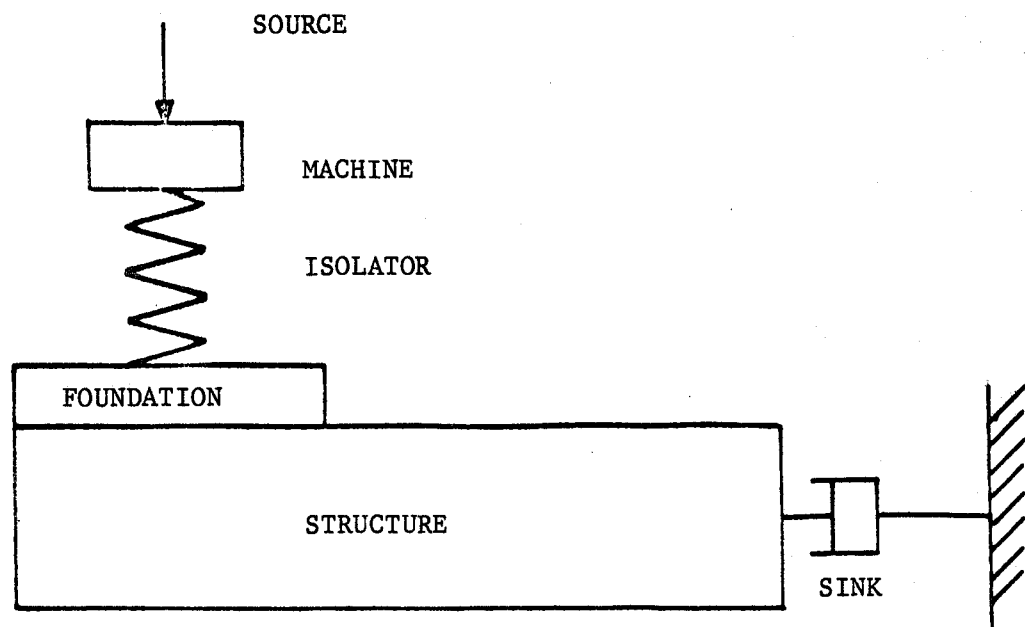 SOURCE
MACHINE
ISOLATOR
FOUNDATION
STRUCTURE
SINK